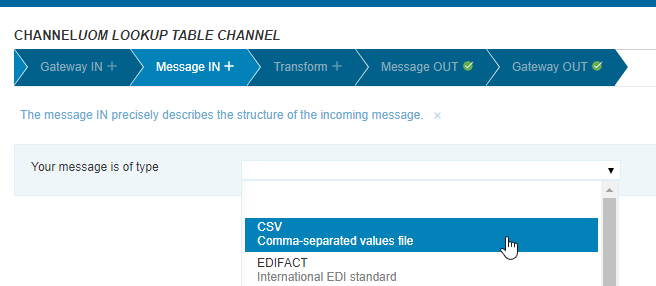 CHANNELUOM LOOKUP TABLE CHANNEL
Gateway IN + Message IN + Transform + Message OUT Gateway OUT
The message IN precisely describes the structure of the incoming message. ×
Your message is of type
CSV
Comma-separated values file
EDIFACT
International EDI standard